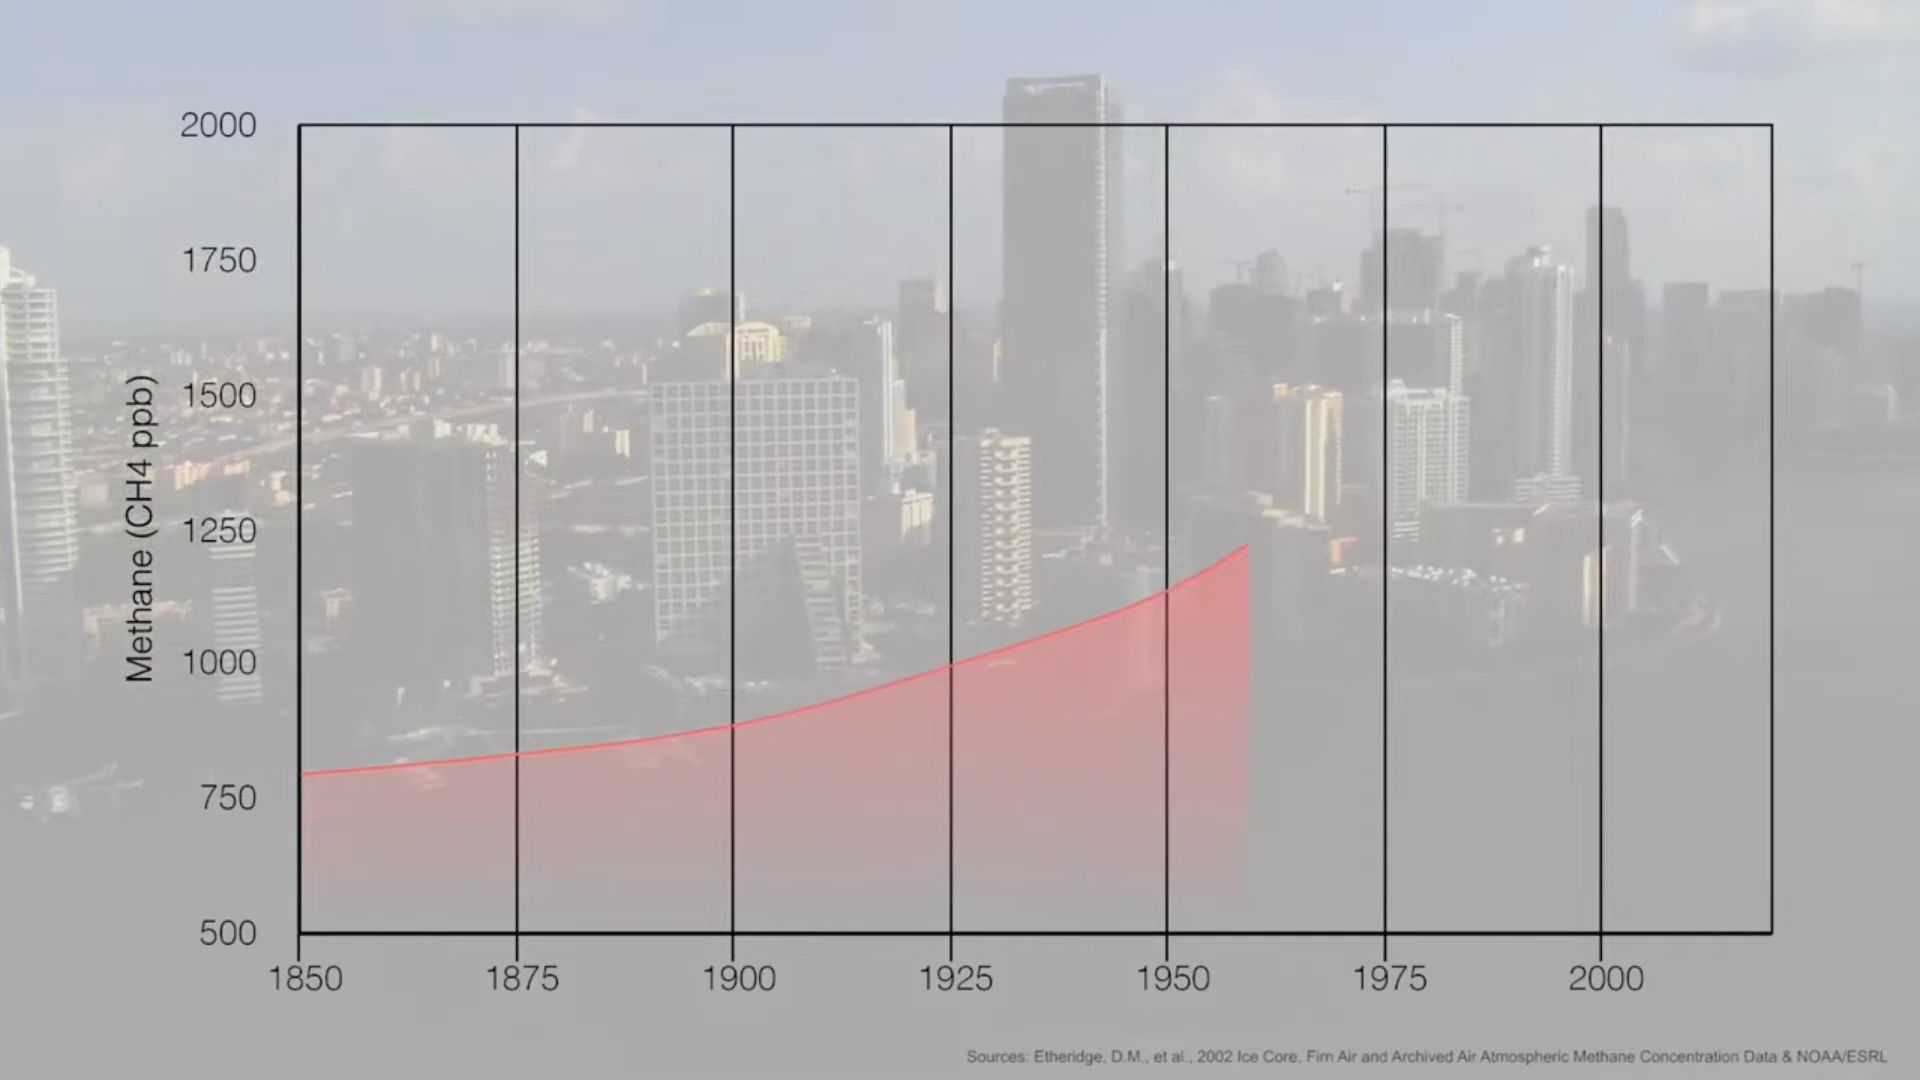 2000
1750
1500
1250
1000
750
500
Methane (CH4 ppb)
1850 1875 1900 1925 1950 1975 2000
Sources: Etheridge, D.M., et al., 2002 Ice Core, Firn Air and Archived Air Atmospheric Methane Concentration Data & NOAA/ESRL